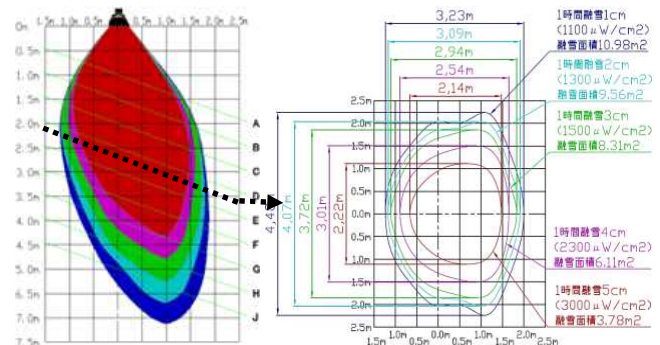 1.5m 1.0m 0.5m 0.0m 0.5m 1.0m 1.5m 2.0m 2.5m
0m
0.5m
1.0m
1.5m
2.0m
2.5m
3.0m
3.5m
4.0m
4.5m
5.0m
5.5m
6.0m
6.5m
7.0m
7.5m
A
B
C
D
E
F
G
H
J
3,23m
3,09m
2,94m
2,54m
2,14m
4,07m
3,72m
3,01m
2,22m
2.5m
2.0m
1.5m
1.0m
0.5m
0.0m
0.5m
1.0m
1.5m
2.0m
2.5m
1.5m 1.0m 0.5m 0.0m 0.5m 1.0m 1.5m 2.0m 2.5m
1時間融雪1cm
(1100μW/cm2)
融雪面積10.98m2
1時間融雪2cm
(1300μW/cm2)
融雪面積9.56m2
1時間融雪3cm
(1500μW/cm2)
融雪面積8.31m2
1時間融雪4cm
(2300μW/cm2)
融雪面積6.11m2
1時間融雪5cm
(3000μW/cm2)
融雪面積3.78m2